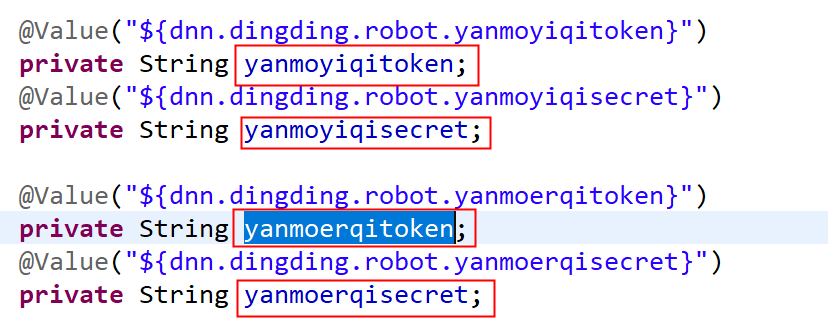 @Value("${dnn.dingding.robot.yanmoyiqitoken}")
private String yanmoyiqitoken;
@Value("${dnn.dingding.robot.yanmoyiqisecret}")
private String yanmoyiqisecret;
@Value("${dnn.dingding.robot.yanmoerqitoken}")
private String yanmoerqitoken;
@Value("${dnn.dingding.robot.yanmoerqisecret}")
private String yanmoerqisecret;